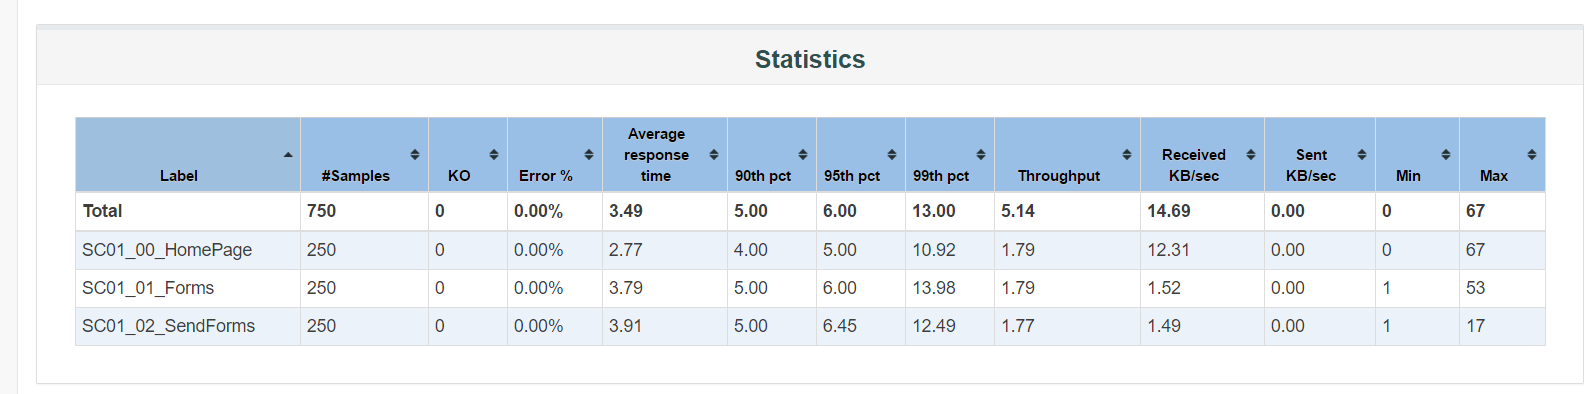 Statistics
Label #Samples KO Error % Average response time 90th pct 95th pct 99th pct Throughput Received KB/sec Sent KB/sec Min Max
Total 750 0 0.00% 3.49 5.00 6.00 13.00 5.14 14.69 0.00 0 67
SC01_00_HomePage 250 0 0.00% 2.77 4.00 5.00 10.92 1.79 12.31 0.00 0 67
SC01_01_Forms 250 0 0.00% 3.79 5.00 6.00 13.98 1.79 1.52 0.00 1 53
SC01_02_SendForms 250 0 0.00% 3.91 5.00 6.45 12.49 1.77 1.49 0.00 1 17